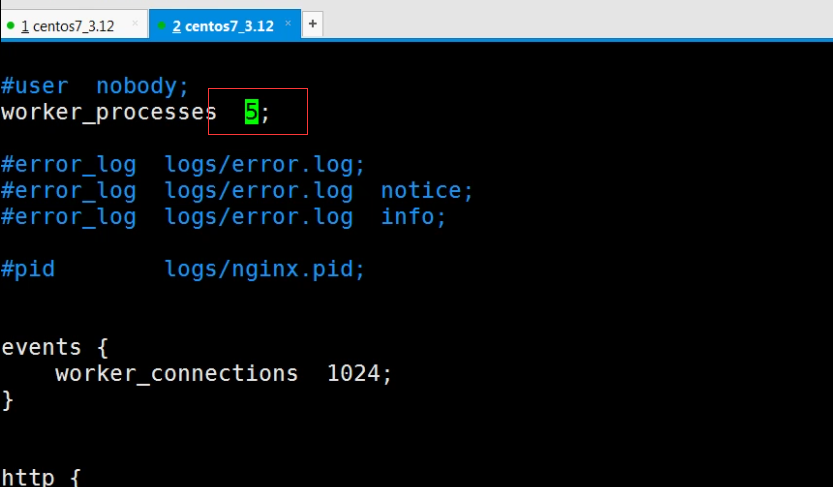 1 centos7_3.12 × 2 centos7_3.12 × +
#user  nobody;
worker_processes  5;
#error_log  logs/error.log;
#error_log  logs/error.log  notice;
#error_log  logs/error.log  info;
#pid        logs/nginx.pid;
events {
    worker_connections  1024;
}
http {